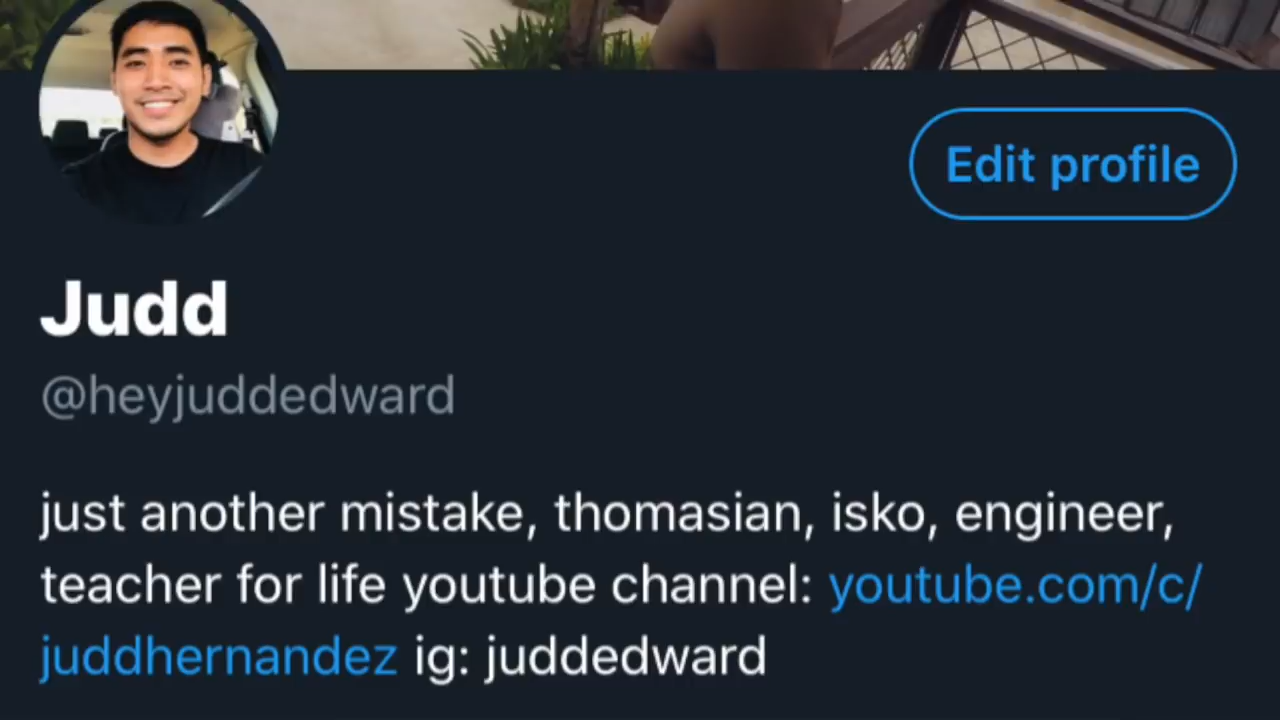 Edit profile
Judd
@heyjuddedward
just another mistake, thomasian, isko, engineer,
teacher for life youtube channel: youtube.com/c/
juddhernandez ig: juddedward